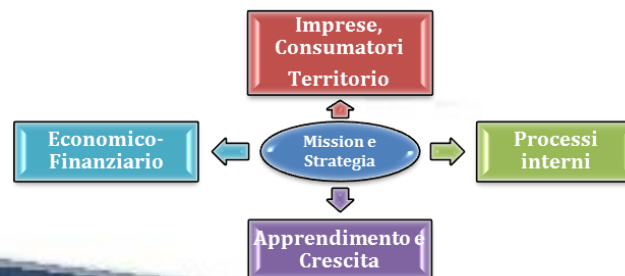 Imprese,
Consumatori
Territorio
Economico-
Finanziario
Mission e
Strategia
Processi
interni
Apprendimento e
Crescita